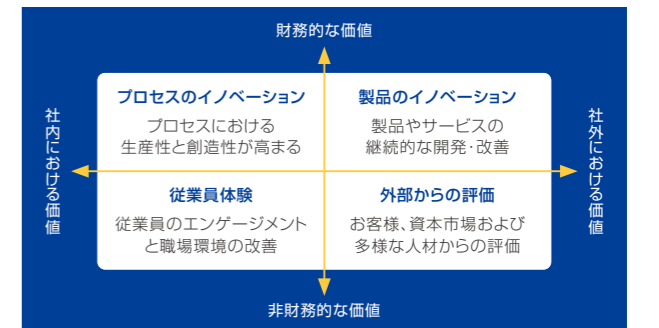 財務的な価値
社内における価値
プロセスのイノベーション
プロセスにおける
生産性と創造性が高まる
製品のイノベーション
製品やサービスの
継続的な開発・改善
従業員体験
従業員のエンゲージメント
と職場環境の改善
外部からの評価
お客様、資本市場および
多様な人材からの評価
社外における価値
非財務的な価値